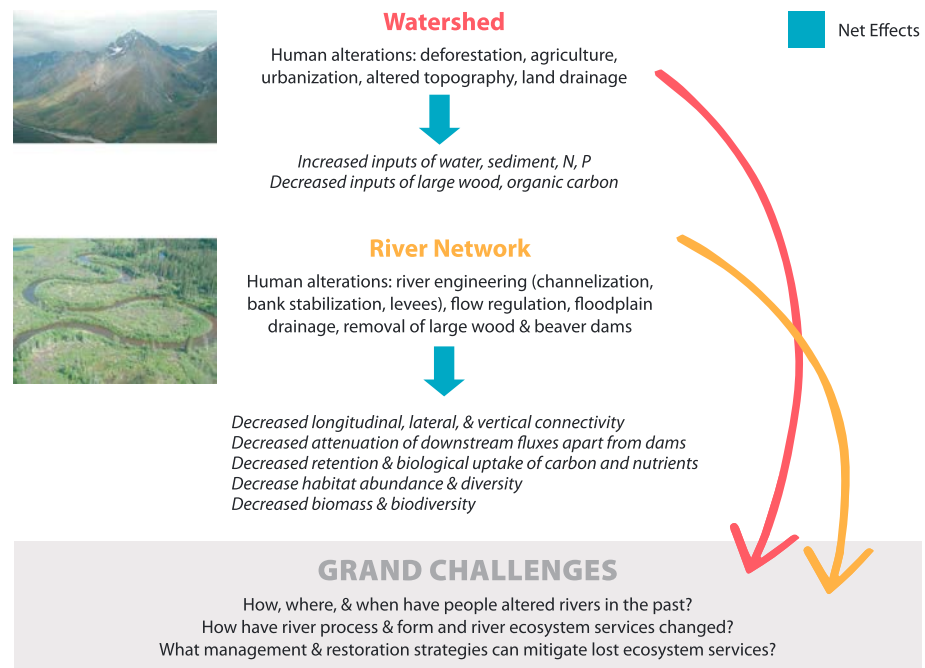 Watershed
Net Effects
Human alterations: deforestation, agriculture,
urbanization, altered topography, land drainage
Increased inputs of water, sediment, N, P
Decreased inputs of large wood, organic carbon
River Network
Human alterations: river engineering (channelization,
bank stabilization, levees), flow regulation, floodplain
drainage, removal of large wood & beaver dams
Decreased longitudinal, lateral, & vertical connectivity
Decreased attenuation of downstream fluxes apart from dams
Decreased retention & biological uptake of carbon and nutrients
Decrease habitat abundance & diversity
Decreased biomass & biodiversity
GRAND CHALLENGES
How, where, & when have people altered rivers in the past?
How have river process & form and river ecosystem services changed?
What management & restoration strategies can mitigate lost ecosystem services?